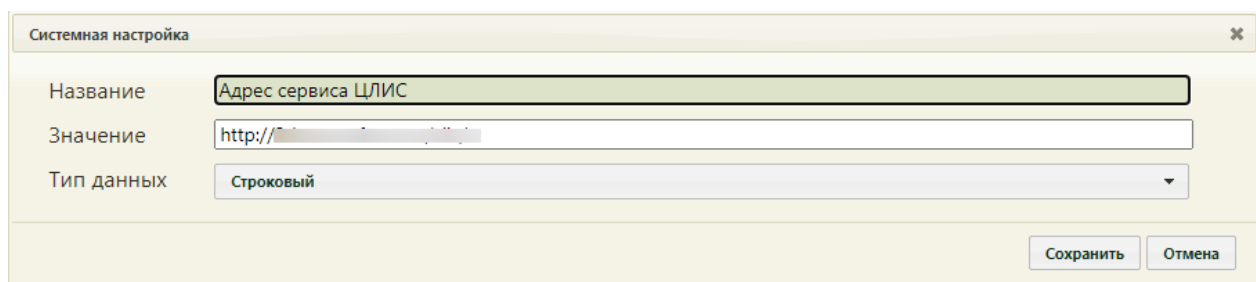 Системная настройка
Название
Адрес сервиса ЦЛИС
Значение
http://
Тип данных
Строковый
Сохранить Отмена